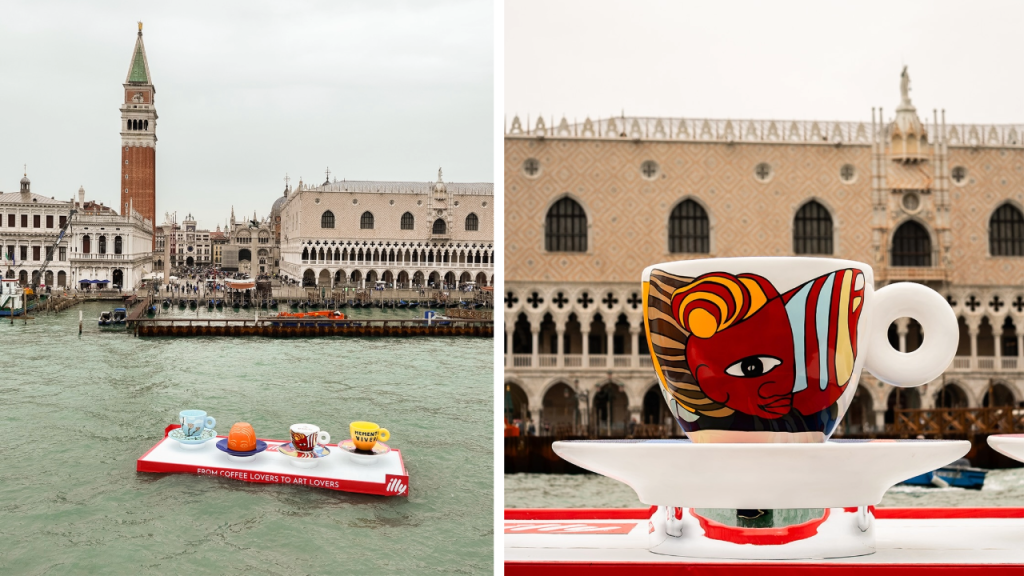 MEMENTO
VIVERE
FROM COFFEE LOVERS TO ART LOVERS
illy